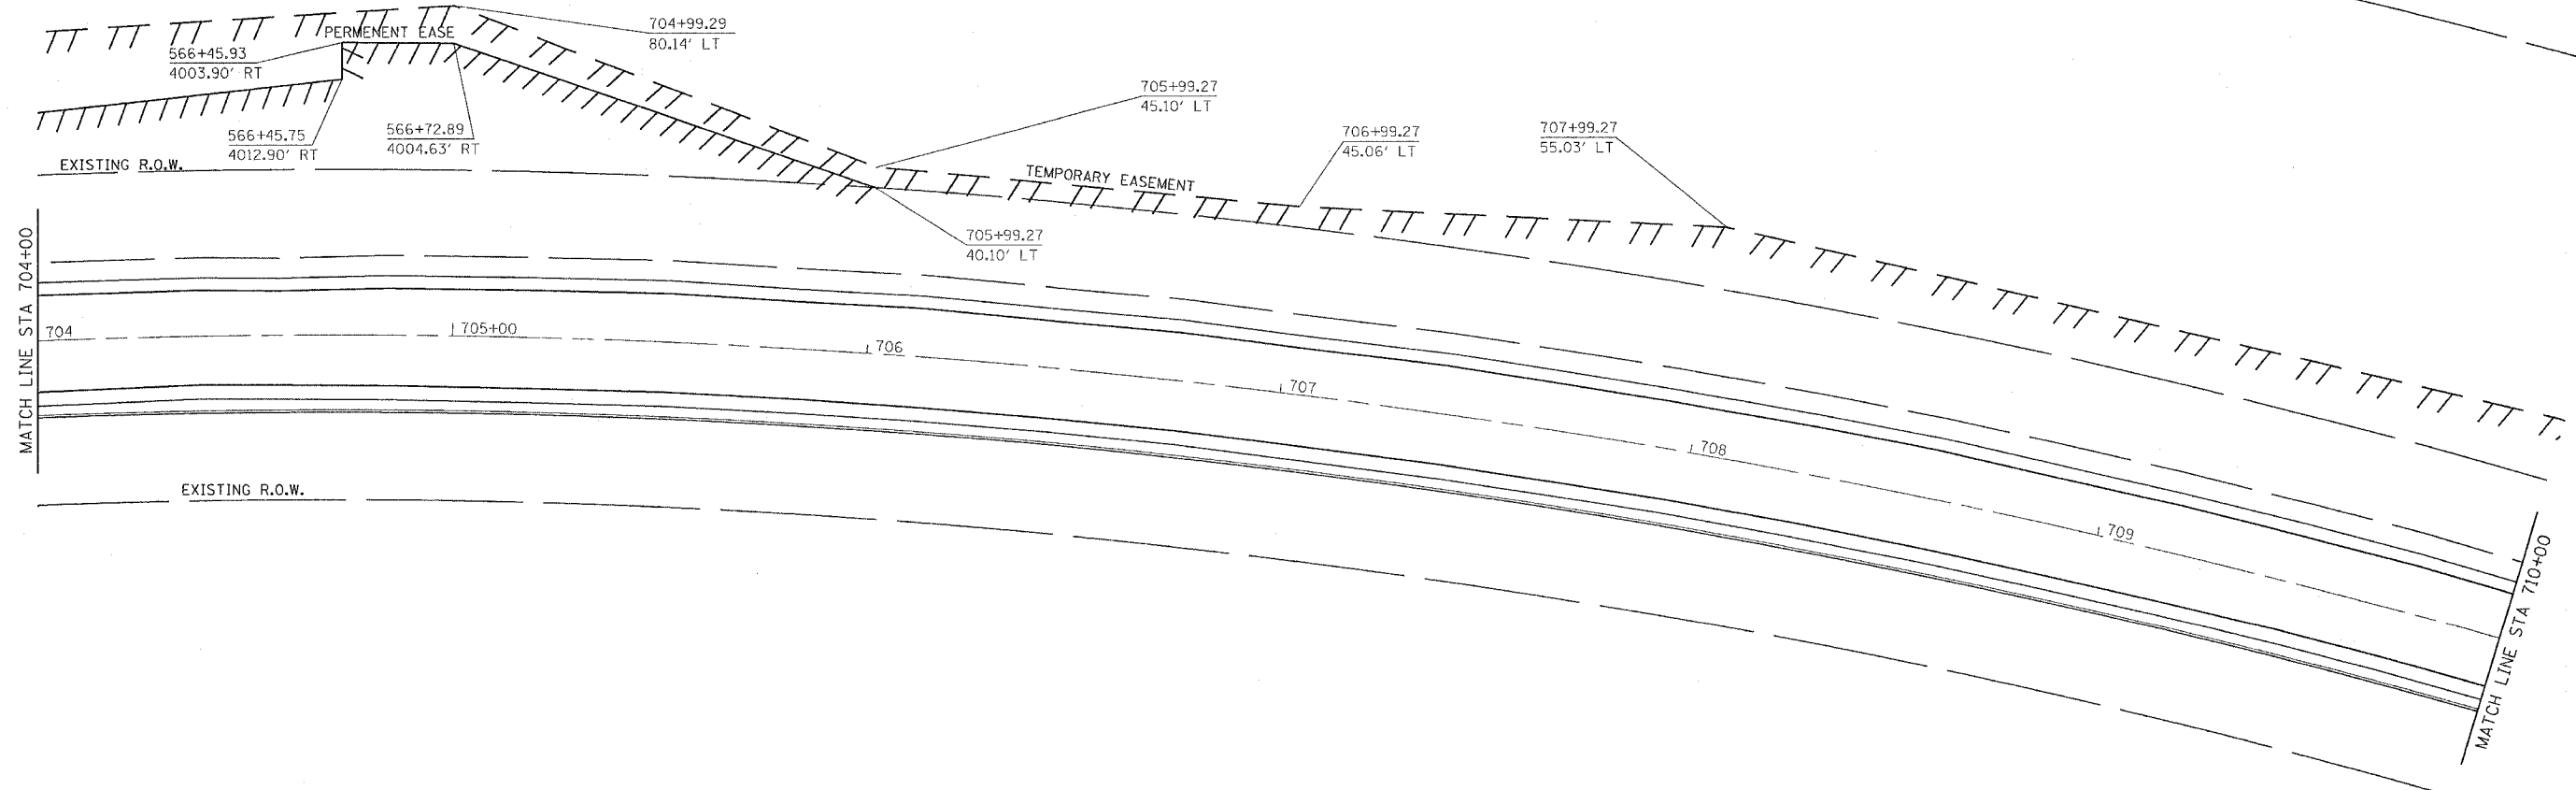 704+99.29
80.14' LT
PERMENENT EASE
566+45.93
4003.90' RT
566+45.75
4012.90' RT
566+72.89
4004.63' RT
705+99.27
45.10' LT
706+99.27
45.06' LT
707+99.27
55.03' LT
EXISTING R.O.W.
TEMPORARY EASEMENT
705+99.27
40.10' LT
MATCH LINE STA 704+00
704
705+00
706
707
708
709
EXISTING R.O.W.
MATCH LINE STA 710+00